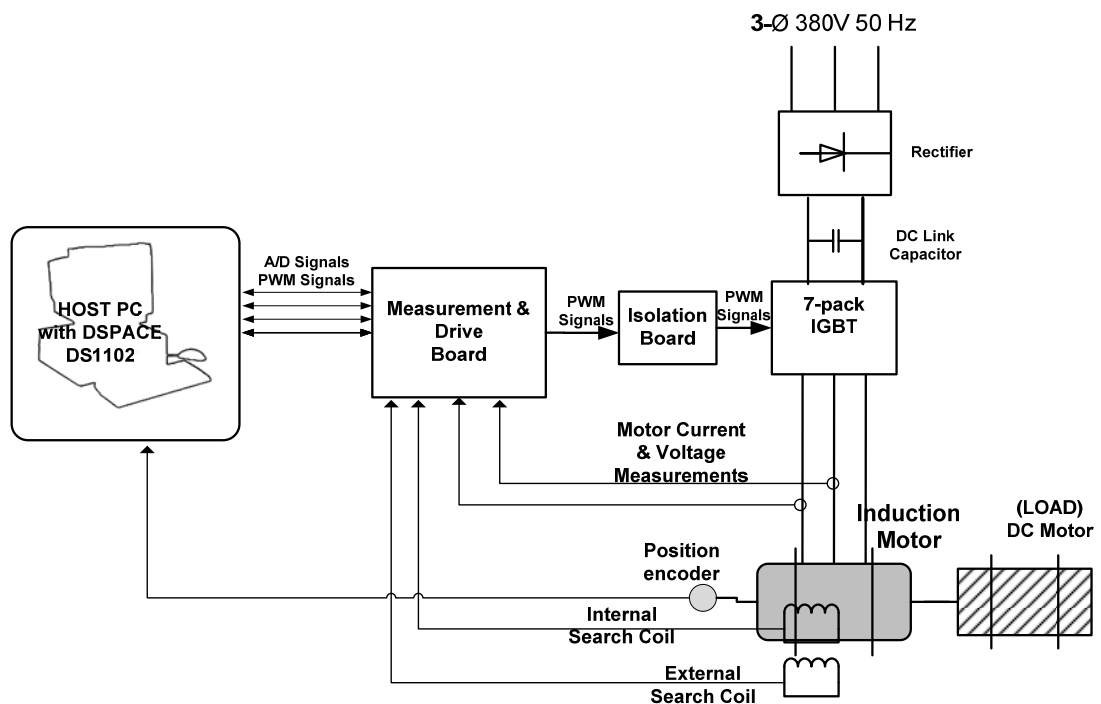 3-Ø 380V 50 Hz
Rectifier
DC Link
Capacitor
A/D Signals
PWM Signals
HOST PC
with DSPACE
DS1102
Measurement &
Drive
Board
PWM
Signals
Isolation
Board
PWM
Signals
7-pack
IGBT
Motor Current
& Voltage
Measurements
Induction
Motor
(LOAD)
DC Motor
Position
encoder
Internal
Search Coil
External
Search Coil